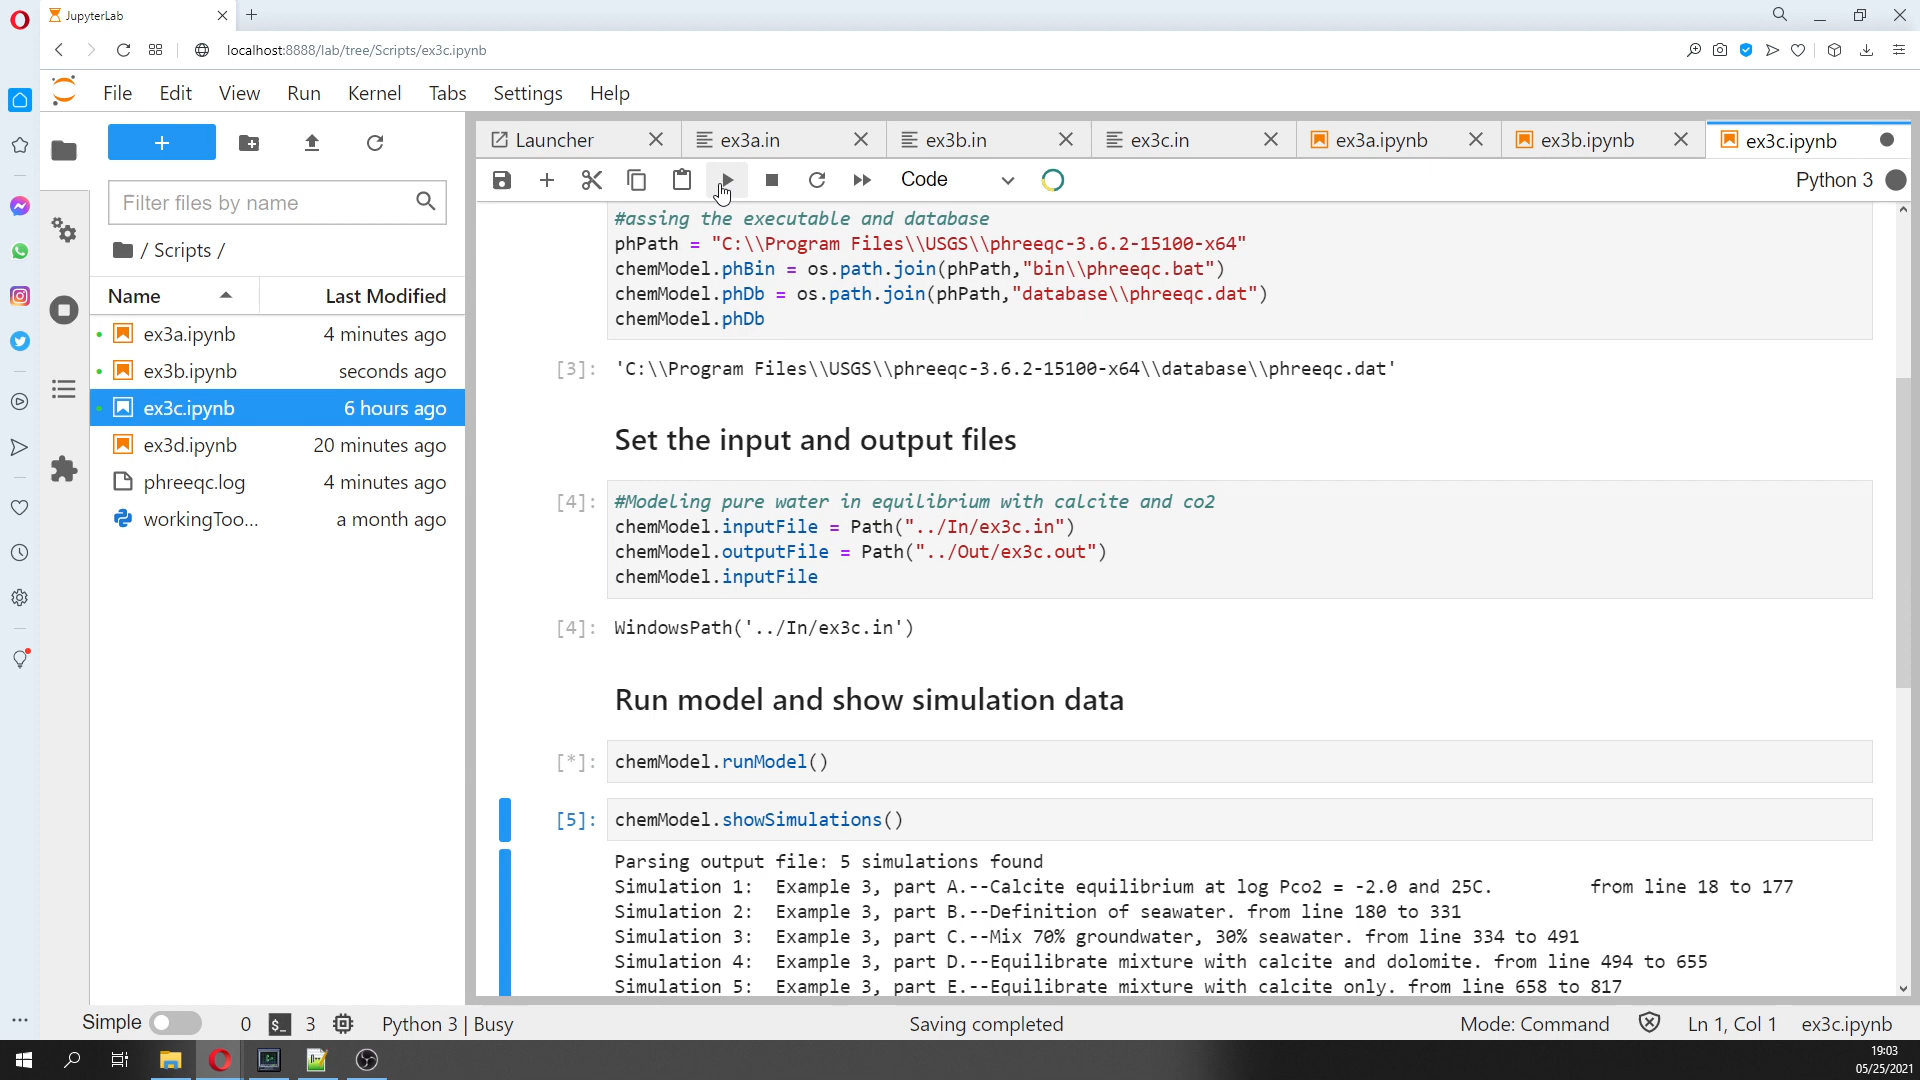 JupyterLab
localhost:8888/lab/tree/Scripts/ex3c.ipynb
File Edit View Run Kernel Tabs Settings Help
Launcher ex3a.in ex3b.in ex3c.in ex3a.ipynb ex3b.ipynb ex3c.ipynb
Code Python 3
Filter files by name
/ Scripts /
Name Last Modified
ex3a.ipynb 4 minutes ago
ex3b.ipynb seconds ago
ex3c.ipynb 6 hours ago
ex3d.ipynb 20 minutes ago
phreeqc.log 4 minutes ago
workingToo... a month ago
#assing the executable and database
phPath = "C:\\Program Files\\USGS\\phreeqc-3.6.2-15100-x64"
chemModel.phBin = os.path.join(phPath,"bin\\phreeqc.bat")
chemModel.phDb = os.path.join(phPath,"database\\phreeqc.dat")
chemModel.phDb
[3]: 'C:\\Program Files\\USGS\\phreeqc-3.6.2-15100-x64\\database\\phreeqc.dat'
Set the input and output files
[4]: #Modeling pure water in equilibrium with calcite and co2
chemModel.inputFile = Path("../In/ex3c.in")
chemModel.outputFile = Path("../Out/ex3c.out")
chemModel.inputFile
[4]: WindowsPath('../In/ex3c.in')
Run model and show simulation data
[*]: chemModel.runModel()
[5]: chemModel.showSimulations()
Parsing output file: 5 simulations found
Simulation 1: Example 3, part A.--Calcite equilibrium at log Pco2 = -2.0 and 25C. from line 18 to 177
Simulation 2: Example 3, part B.--Definition of seawater. from line 180 to 331
Simulation 3: Example 3, part C.--Mix 70% groundwater, 30% seawater. from line 334 to 491
Simulation 4: Example 3, part D.--Equilibrate mixture with calcite and dolomite. from line 494 to 655
Simulation 5: Example 3, part E.--Equilibrate mixture with calcite only. from line 658 to 817
Simple 0 $_ 3 Python 3 | Busy Saving completed Mode: Command Ln 1, Col 1 ex3c.ipynb
19:03
05/25/2021